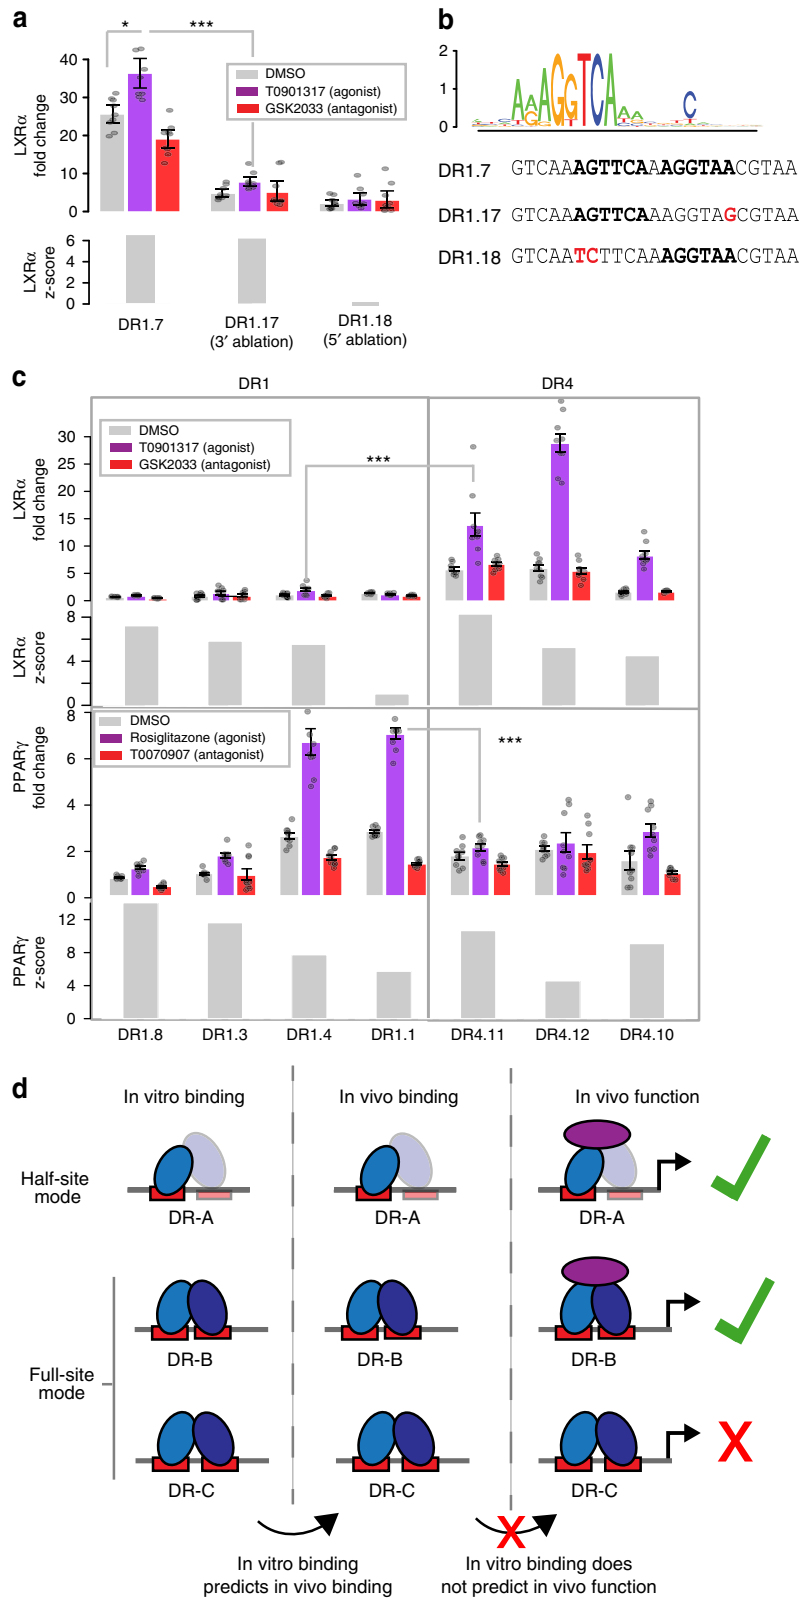 a
* ***
DMSO
T0901317 (agonist)
GSK2033 (antagonist)
LXRα
fold change
40
30
20
10
0
LXRα
z-score
6
4
2
0
DR1.7
DR1.17
(3′ ablation)
DR1.18
(5′ ablation)
b
2
1
0
DR1.7 GTCAAAGTTCAAAGGTAACGTAA
DR1.17 GTCAAAGTTCAAAGGTAGCGTAA
DR1.18 GTCAATCTTCAAAGGTAACGTAA
c
DR1 DR4
DMSO
T0901317 (agonist)
GSK2033 (antagonist)
***
LXRα
fold change
30
25
20
15
10
5
0
LXRα
z-score
8
4
0
DMSO
Rosiglitazone (agonist)
T0070907 (antagonist)
***
PPARγ
fold change
8
6
4
2
0
PPARγ
z-score
12
8
4
0
DR1.8 DR1.3 DR1.4 DR1.1 DR4.11 DR4.12 DR4.10
d
In vitro binding In vivo binding In vivo function
Half-site
mode
DR-A DR-A DR-A
Full-site
mode
DR-B DR-B DR-B
DR-C DR-C DR-C
X
X
In vitro binding
predicts in vivo binding
In vitro binding does
not predict in vivo function